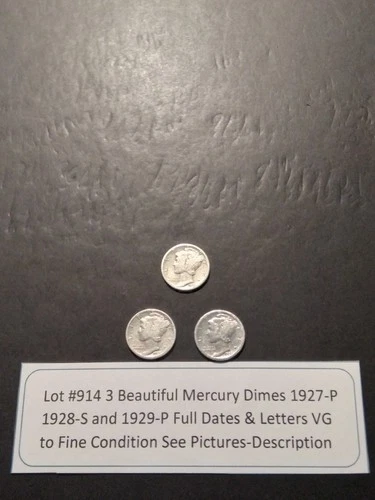 Lot #914 3 Beautiful Mercury Dimes 1927-P
1928-S and 1929-P Full Dates & Letters VG
to Fine Condition See Pictures-Description